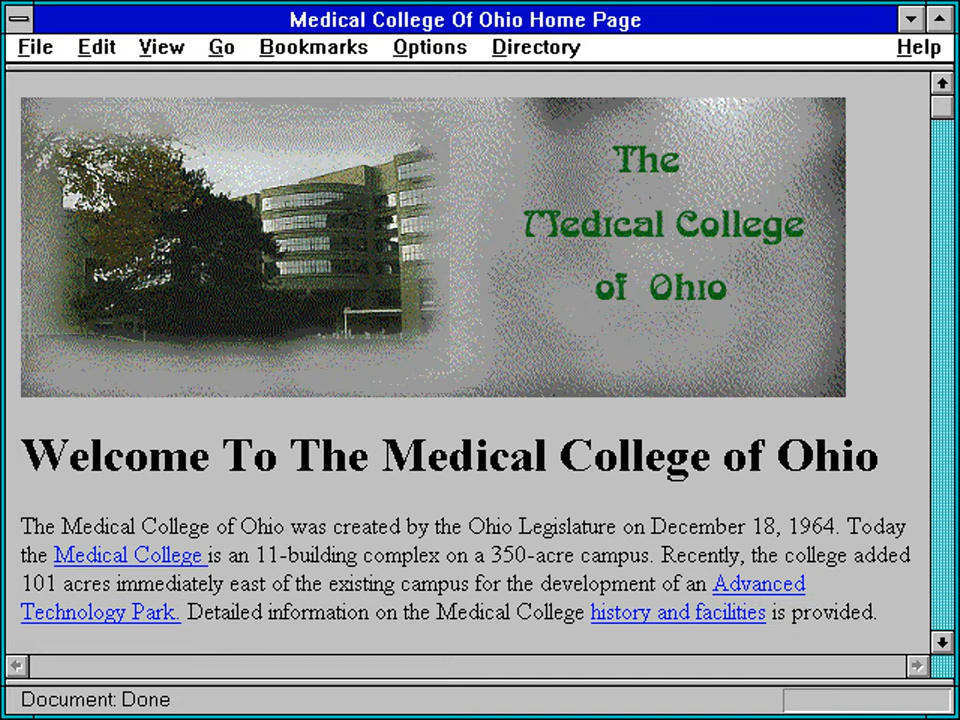 Medical College Of Ohio Home Page
File Edit View Go Bookmarks Options Directory Help
The
Medical College
of Ohio
Welcome To The Medical College of Ohio
The Medical College of Ohio was created by the Ohio Legislature on December 18, 1964. Today
the Medical College is an 11-building complex on a 350-acre campus. Recently, the college added
101 acres immediately east of the existing campus for the development of an Advanced
Technology Park. Detailed information on the Medical College history and facilities is provided.
Document: Done